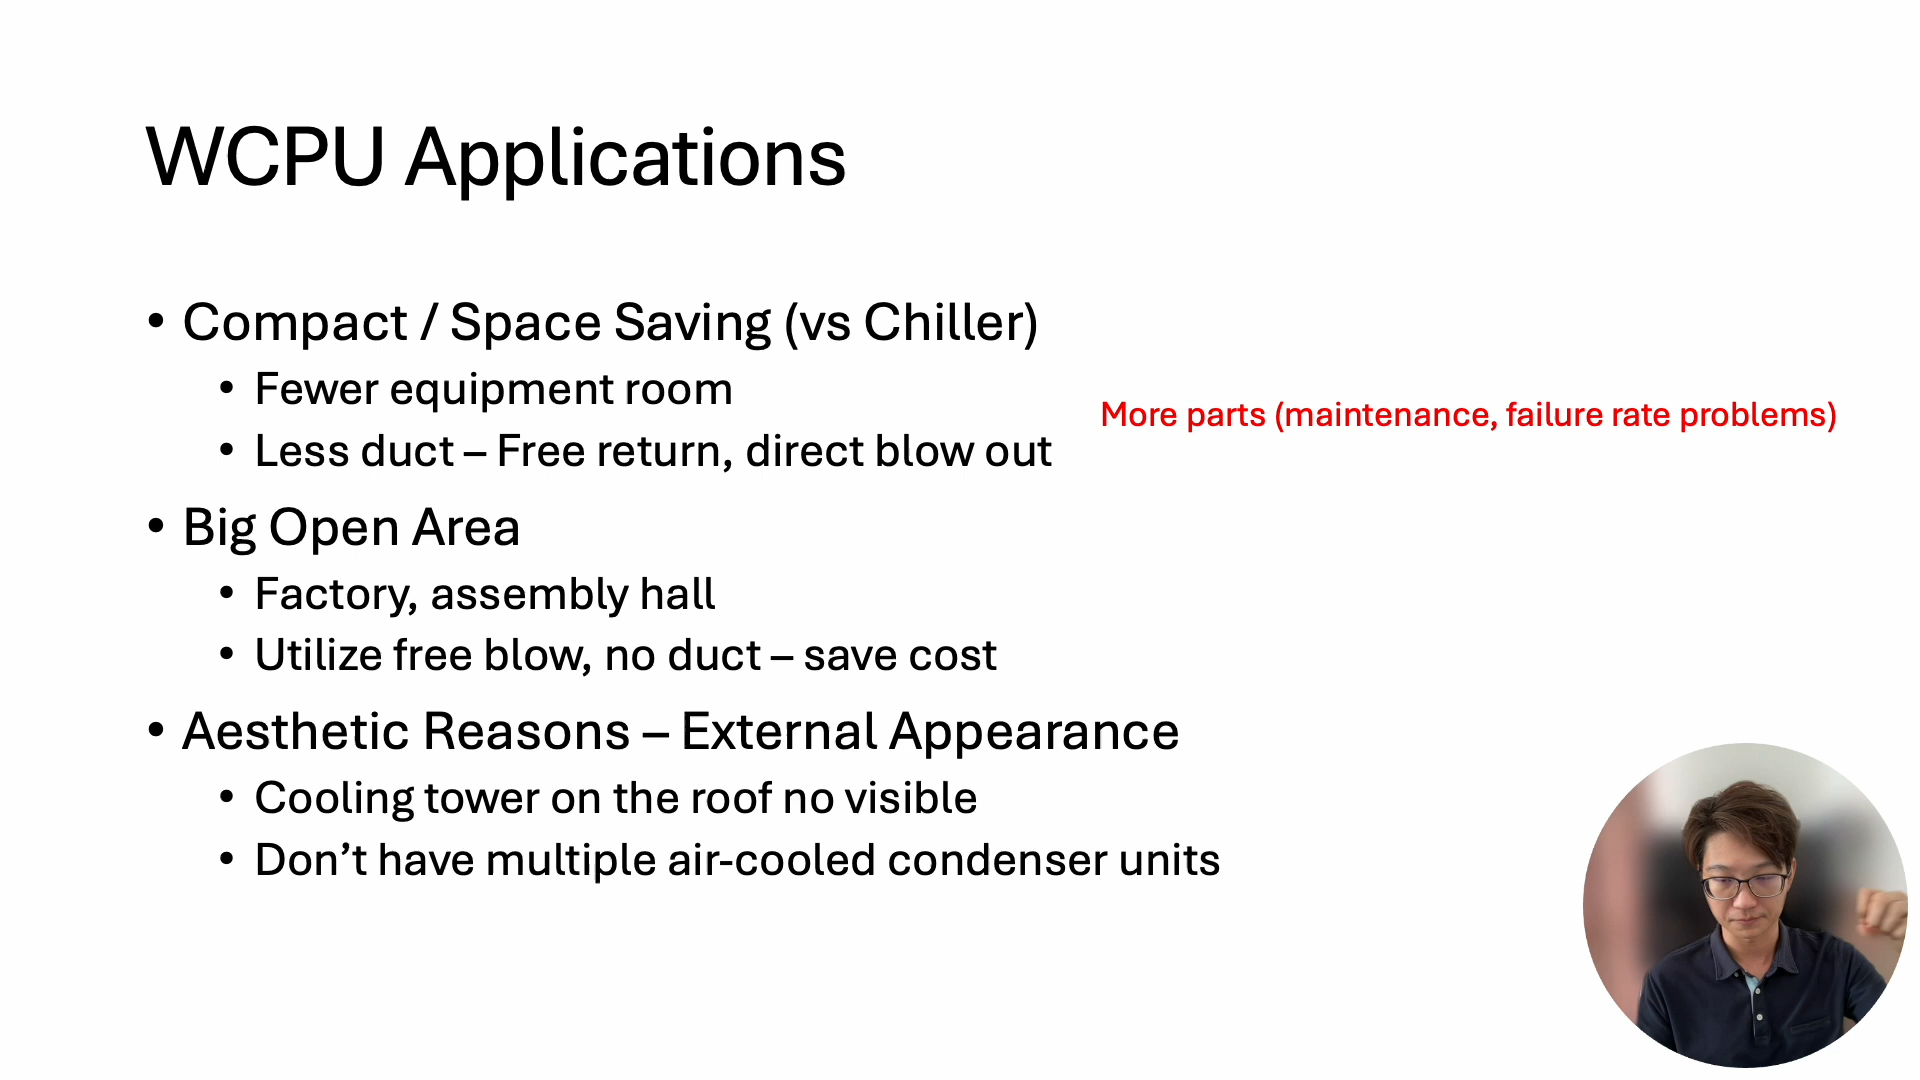 WCPU Applications
• Compact / Space Saving (vs Chiller)
• Fewer equipment room
More parts (maintenance, failure rate problems)
• Less duct – Free return, direct blow out
• Big Open Area
• Factory, assembly hall
• Utilize free blow, no duct – save cost
• Aesthetic Reasons – External Appearance
• Cooling tower on the roof no visible
• Don’t have multiple air-cooled condenser units